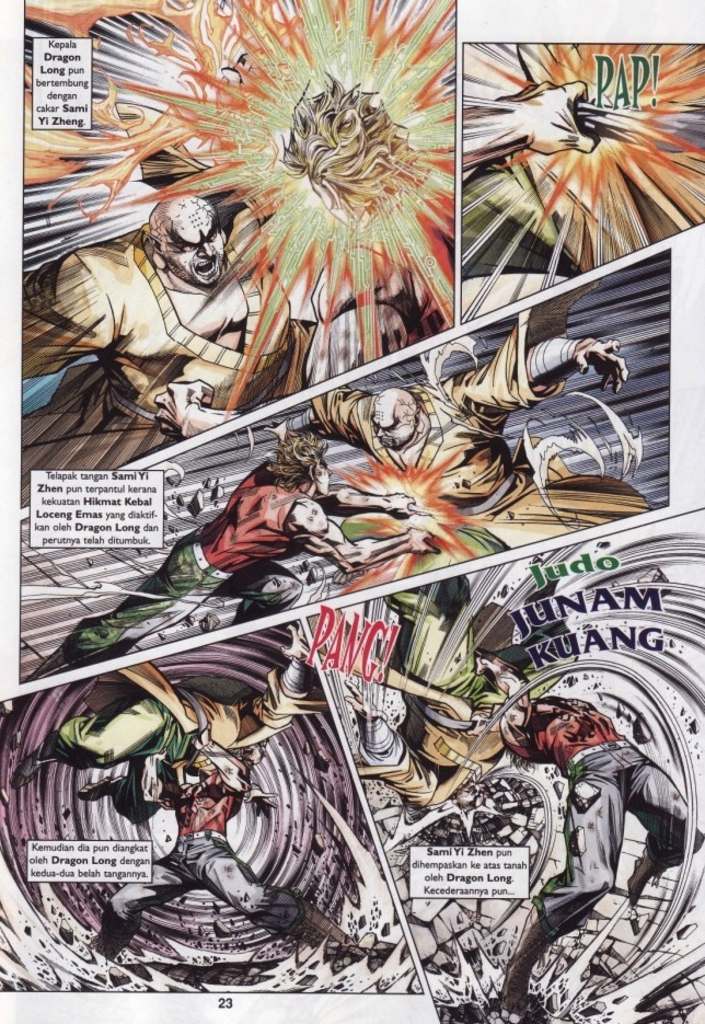 Kepala
Dragon
Long pun
bertembung
dengan
cakar Sami
Yi Zheng.
PAP!
Telapak tangan Sami Yi
Zhen pun terpantul kerana
kekuatan Hikmat Kebal
Loceng Emas yang diaktif-
kan oleh Dragon Long dan
perutnya telah ditumbuk.
PANG!
Judo
JUNAM
KUANG
Kemudian dia pun diangkat
oleh Dragon Long dengan
kedua-dua belah tangannya.
Sami Yi Zhen pun
dihempaskan ke atas tanah
oleh Dragon Long.
Kecederaannya pun...
23